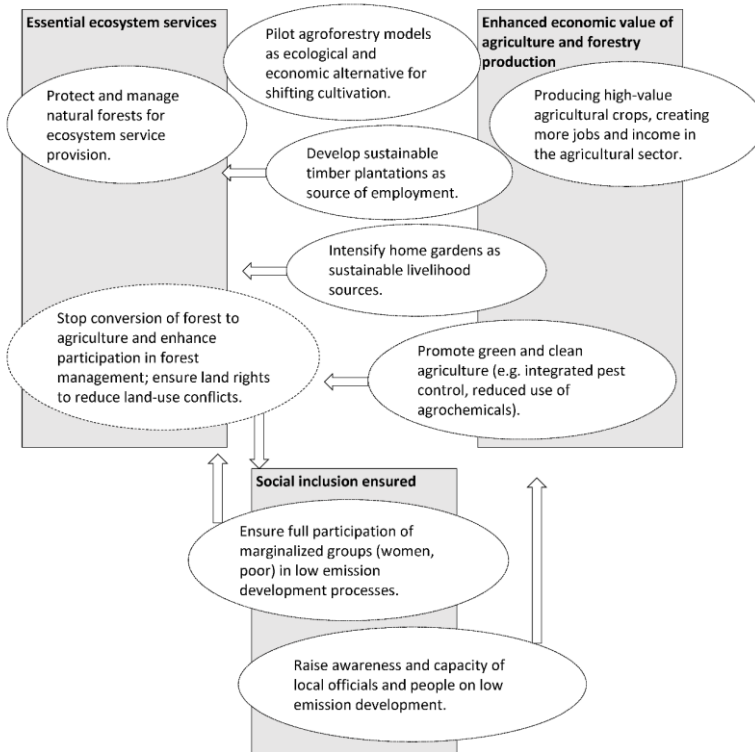 Essential ecosystem services
Protect and manage
natural forests for
ecosystem service
provision.
Pilot agroforestry models
as ecological and
economic alternative for
shifting cultivation.
Enhanced economic value of
agriculture and forestry
production
Producing high-value
agricultural crops, creating
more jobs and income in
the agricultural sector.
Develop sustainable
timber plantations as
source of employment.
Intensify home gardens as
sustainable livelihood
sources.
Stop conversion of forest to
agriculture and enhance
participation in forest
management; ensure land rights
to reduce land-use conflicts.
Promote green and clean
agriculture (e.g. integrated pest
control, reduced use of
agrochemicals).
Social inclusion ensured
Ensure full participation of
marginalized groups (women,
poor) in low emission
development processes.
Raise awareness and capacity of
local officials and people on low
emission development.